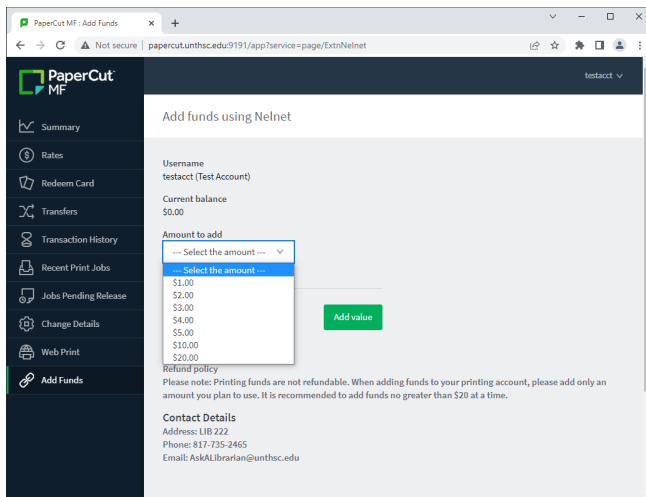 PaperCut MF : Add Funds
Not secure
papercut.unthsc.edu:9191/app?service=page/ExtnNelnet
PaperCut
MF
testacct
Summary
Rates
Redeem Card
Transfers
Transaction History
Recent Print Jobs
Jobs Pending Release
Change Details
Web Print
Add Funds
Add funds using Nelnet
Username
testacct (Test Account)
Current balance
$0.00
Amount to add
--- Select the amount ---
--- Select the amount ---
$1.00
$2.00
$3.00
$4.00
$5.00
$10.00
$20.00
Add value
Refund policy
Please note: Printing funds are not refundable. When adding funds to your printing account, please add only an
amount you plan to use. It is recommended to add funds no greater than $20 at a time.
Contact Details
Address: LIB 222
Phone: 817-735-2465
Email: AskALibrarian@unthsc.edu